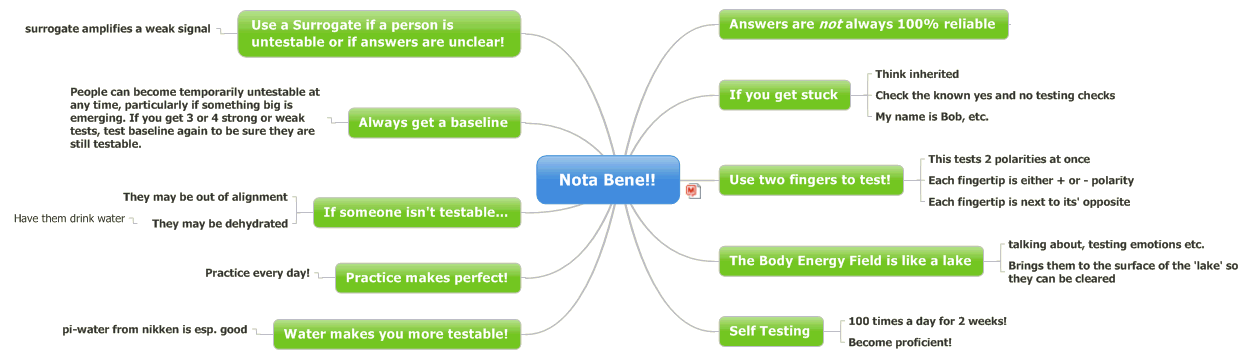 Nota Bene!!
Use a Surrogate if a person is
untestable or if answers are unclear!
surrogate amplifies a weak signal
Always get a baseline
People can become temporarily untestable at
any time, particularly if something big is
emerging. If you get 3 or 4 strong or weak
tests, test baseline again to be sure they are
still testable.
If someone isn't testable...
They may be out of alignment
They may be dehydrated
Have them drink water
Practice makes perfect!
Practice every day!
Water makes you more testable!
pi-water from nikken is esp. good
Answers are not always 100% reliable
If you get stuck
Think inherited
Check the known yes and no testing checks
My name is Bob, etc.
Use two fingers to test!
This tests 2 polarities at once
Each fingertip is either + or - polarity
Each fingertip is next to its' opposite
The Body Energy Field is like a lake
talking about, testing emotions etc.
Brings them to the surface of the 'lake' so
they can be cleared
Self Testing
100 times a day for 2 weeks!
Become proficient!